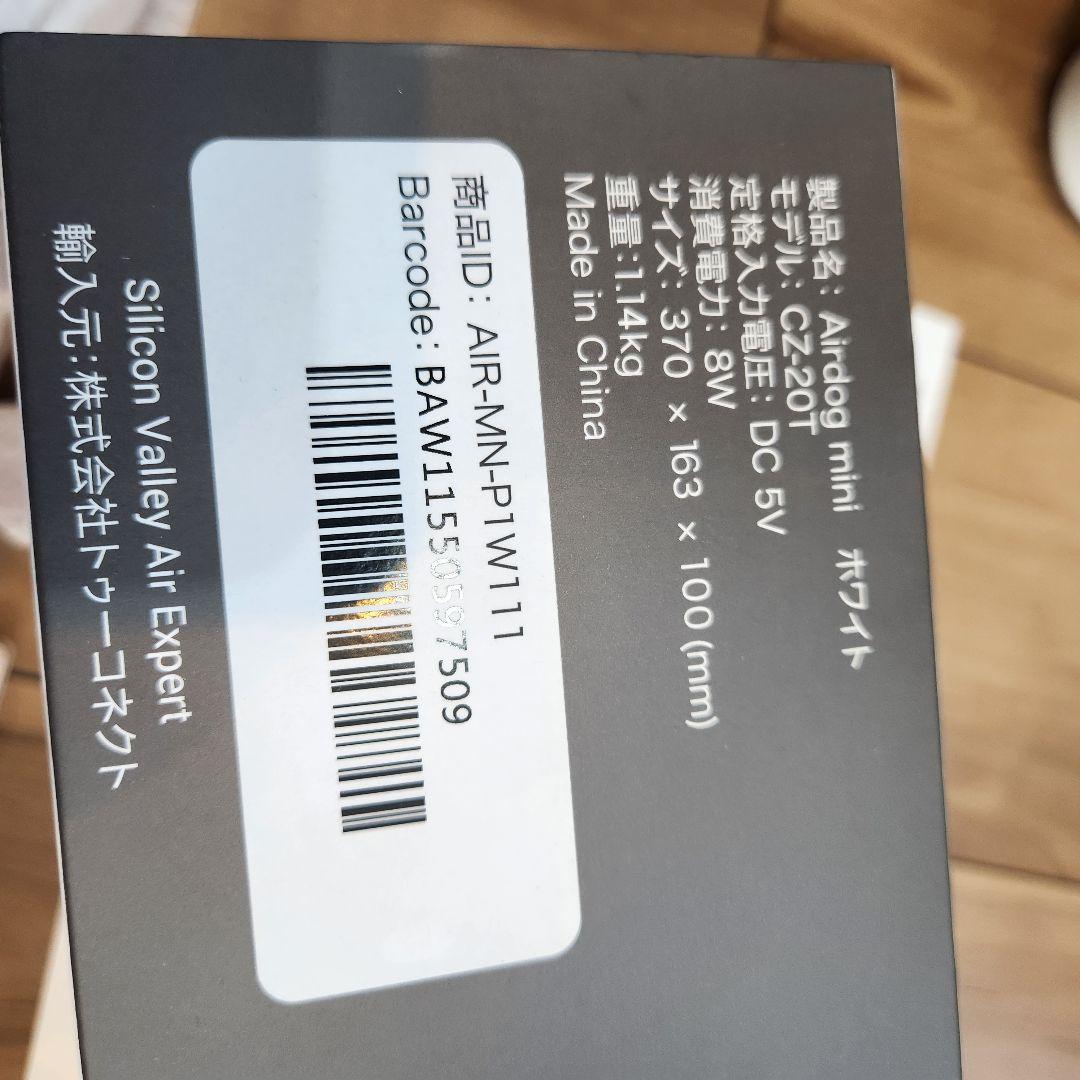 製品名: Airdog mini ホワイト
モデル: CZ-20T
定格入力電圧: DC 5V
消費電力: 8W
サイズ: 370 × 163 × 100 (mm)
重量:1.14kg
Made in China
商品ID: AIR-MN-P1W111
Barcode: BAW1155059 7509
Silicon Valley Air Expert
輸入元:株式会社トゥーコネクト